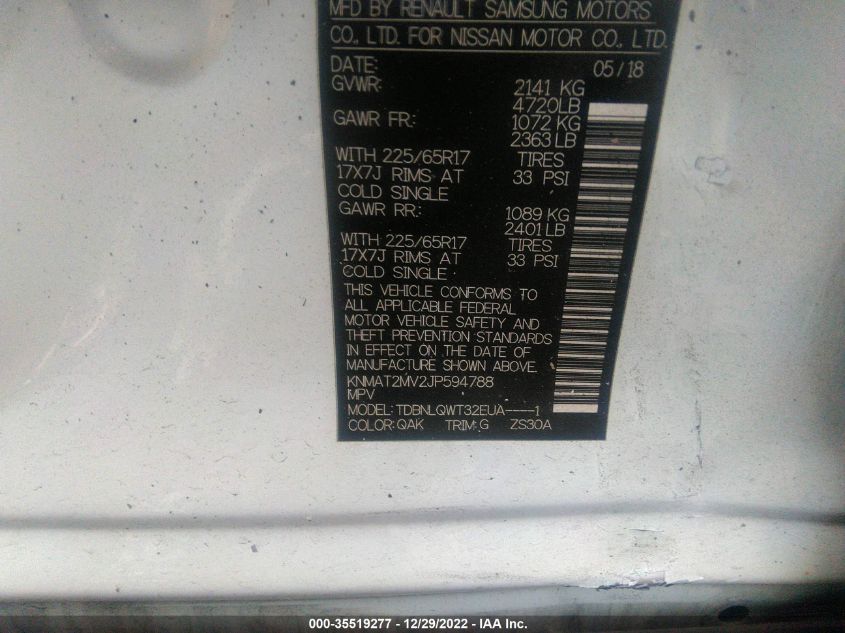 MFD BY RENAULT SAMSUNG MOTORS
CO., LTD. FOR NISSAN MOTOR CO., LTD.
DATE: 05/18
GVWR: 2141 KG
4720LB
GAWR FR.: 1072 KG
2363 LB
WITH 225/65R17 TIRES
17X7J RIMS AT 33 PSI
COLD SINGLE
GAWR RR.: 1089 KG
2401 LB
WITH 225/65R17 TIRES
17X7J RIMS AT 33 PSI
COLD SINGLE
THIS VEHICLE CONFORMS TO
ALL APPLICABLE FEDERAL
MOTOR VEHICLE SAFETY AND
THEFT PREVENTION STANDARDS
IN EFFECT ON THE DATE OF
MANUFACTURE SHOWN ABOVE.
KNMAT2MV2JP594788
MPV
MODEL: TDBNLQWT32EUA----1
COLOR: QAK TRIM: G ZS30A
000-35519277 - 12/29/2022 - IAA Inc.